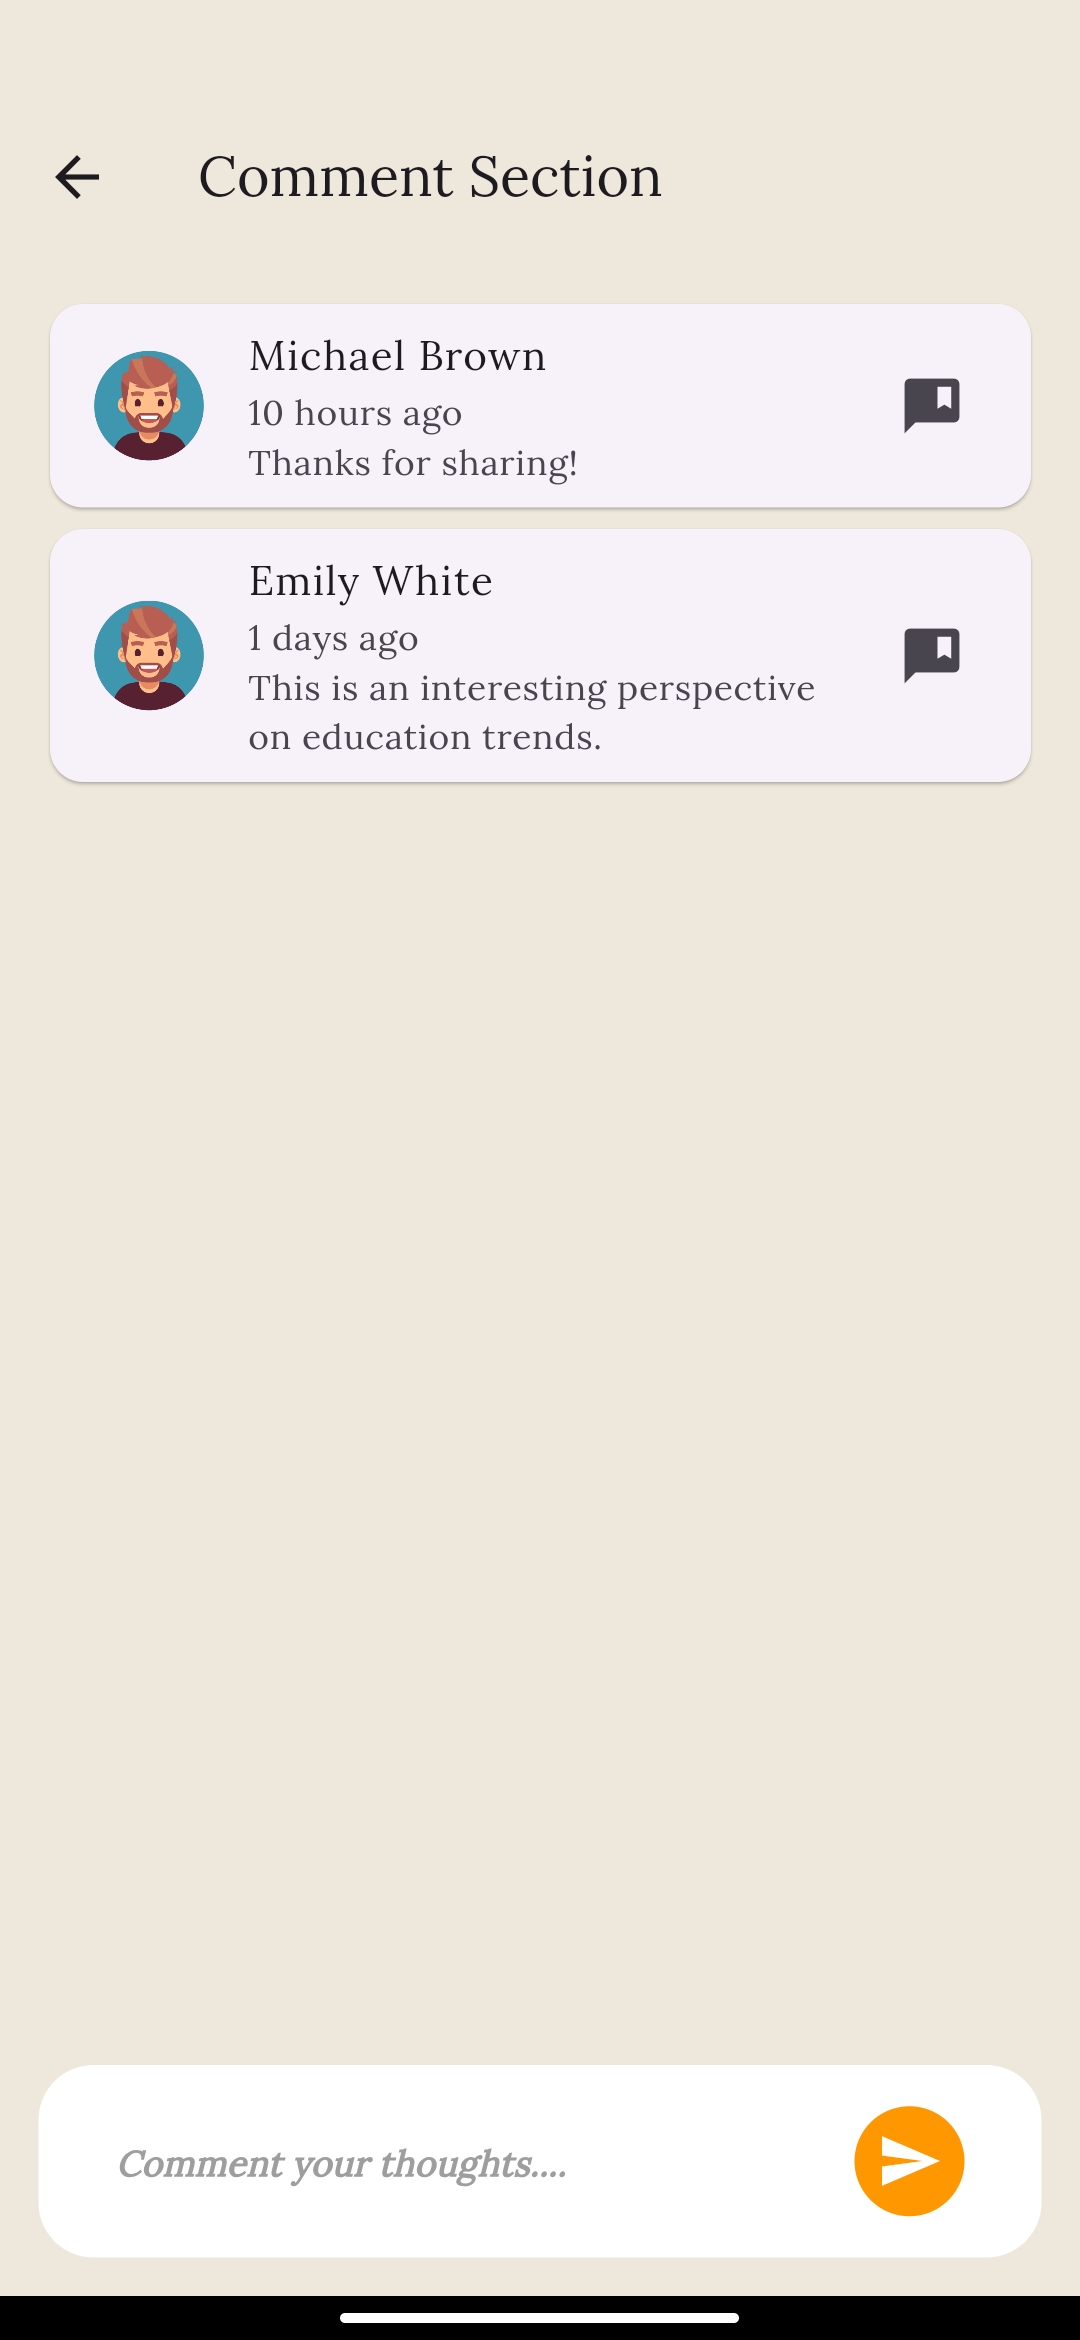 Comment Section
Michael Brown
10 hours ago
Thanks for sharing!
Emily White
1 days ago
This is an interesting perspective
on education trends.
Comment your thoughts....